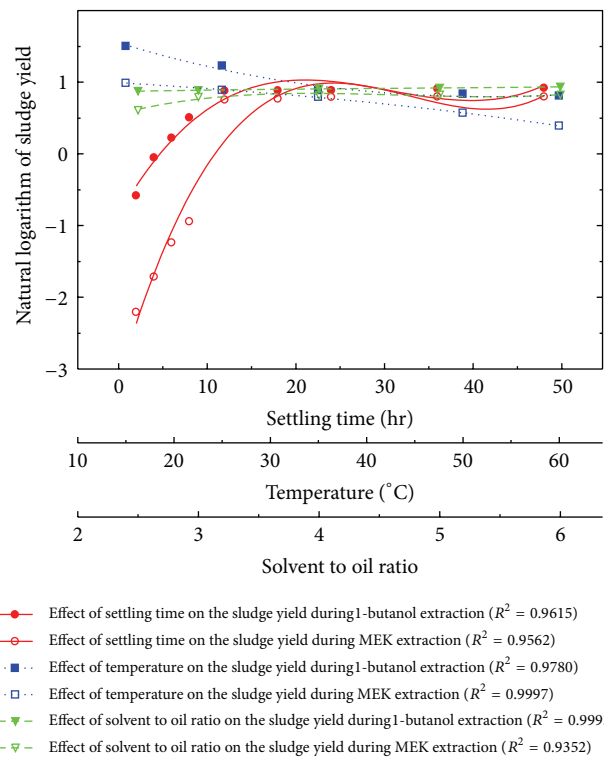 Natural logarithm of sludge yield
1
0
−1
−2
−3
0 10 20 30 40 50
Settling time (hr)
10 20 30 40 50 60
Temperature (°C)
2 3 4 5 6
Solvent to oil ratio
Effect of settling time on the sludge yield during1-butanol extraction (R² = 0.9615)
Effect of settling time on the sludge yield during MEK extraction (R² = 0.9562)
Effect of temperature on the sludge yield during1-butanol extraction (R² = 0.9780)
Effect of temperature on the sludge yield during MEK extraction (R² = 0.9997)
Effect of solvent to oil ratio on the sludge yield during1-butanol extraction (R² = 0.999
Effect of solvent to oil ratio on the sludge yield during MEK extraction (R² = 0.9352)